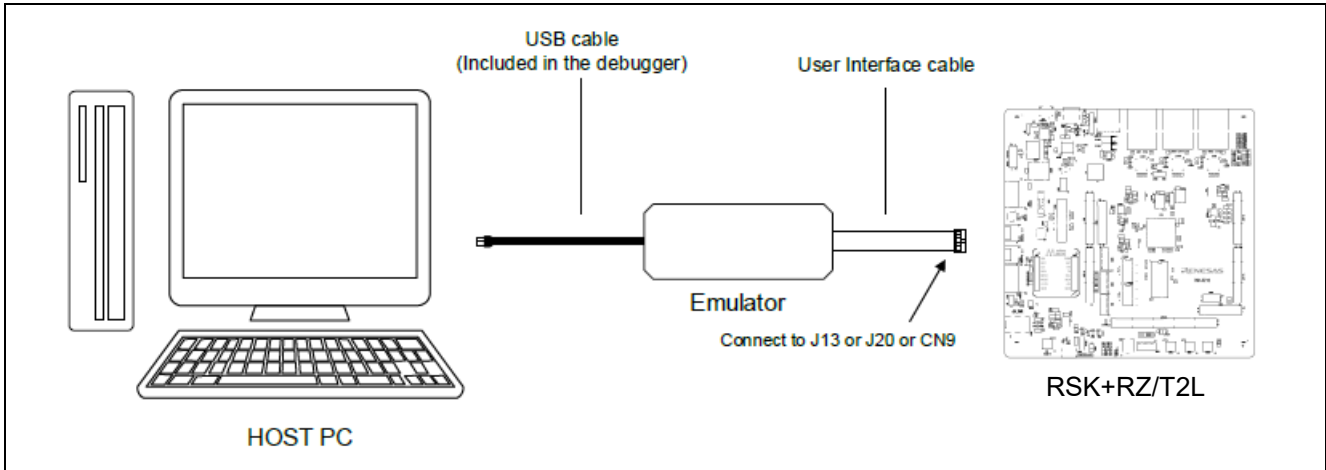 USB cable
(Included in the debugger)
User Interface cable
Emulator
Connect to J13 or J20 or CN9
RENESAS
RSK+RZ/T2L
HOST PC